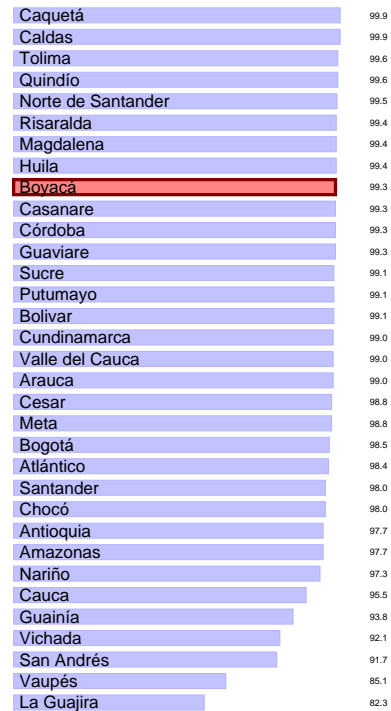 Caquetá 99.9
Caldas 99.9
Tolima 99.6
Quindío 99.6
Norte de Santander 99.5
Risaralda 99.4
Magdalena 99.4
Huila 99.4
Boyacá 99.3
Casanare 99.3
Córdoba 99.3
Guaviare 99.3
Sucre 99.1
Putumayo 99.1
Bolivar 99.1
Cundinamarca 99.0
Valle del Cauca 99.0
Arauca 99.0
Cesar 98.8
Meta 98.8
Bogotá 98.5
Atlántico 98.4
Santander 98.0
Chocó 98.0
Antioquia 97.7
Amazonas 97.7
Nariño 97.3
Cauca 95.5
Guainía 93.8
Vichada 92.1
San Andrés 91.7
Vaupés 85.1
La Guajira 82.3